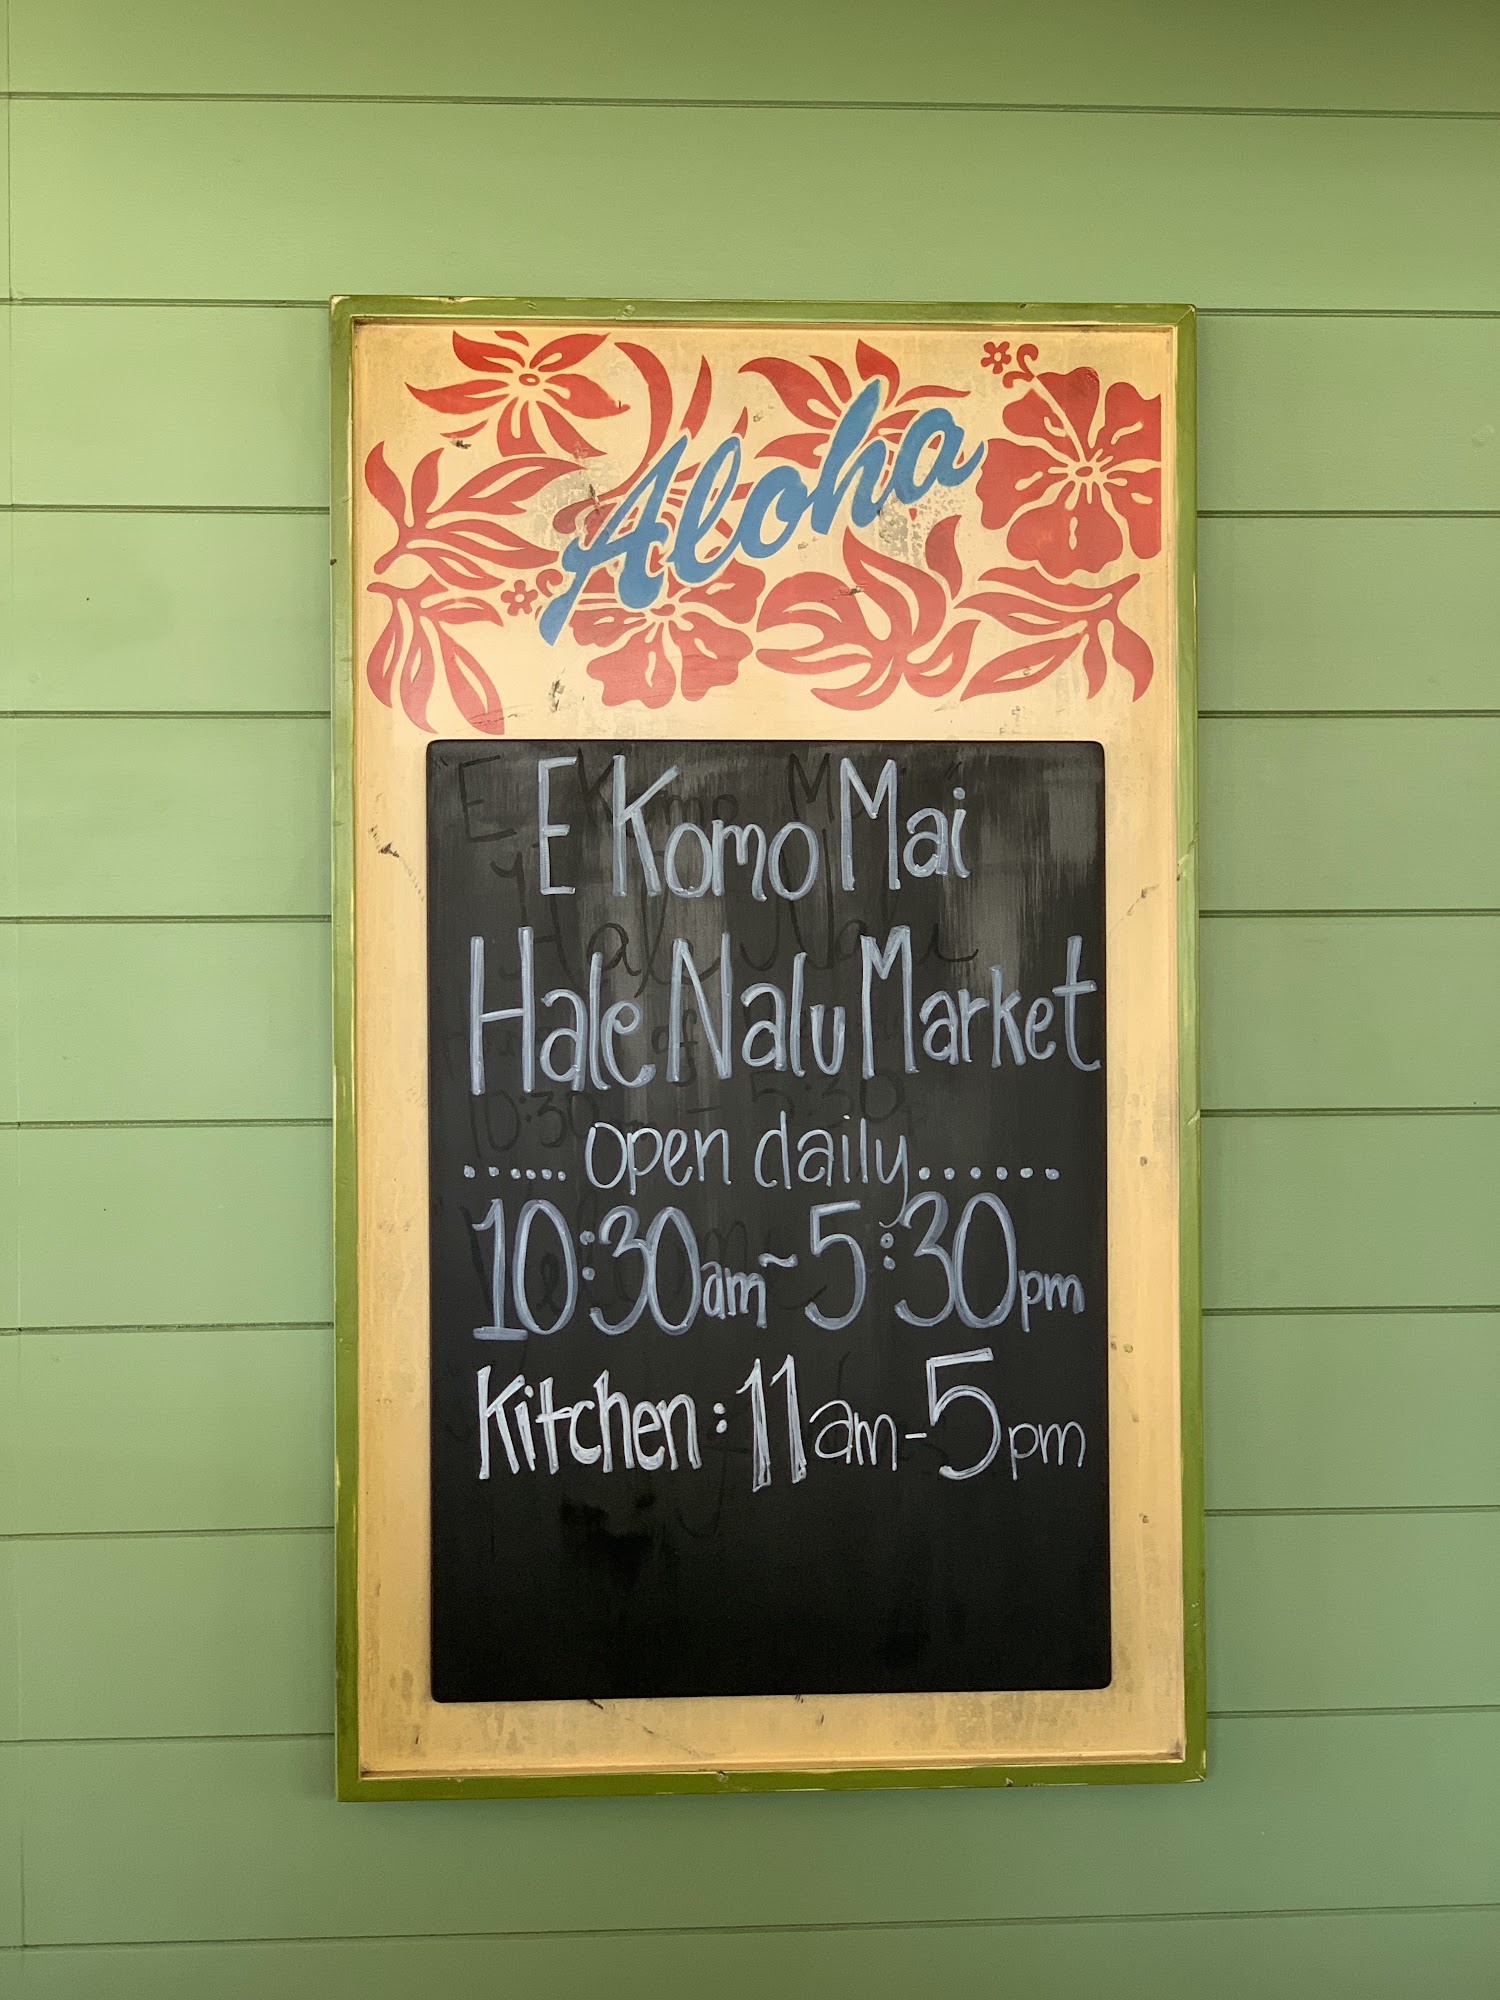 Aloha
E Komo Mai
Hale Nalu Market
...... open daily ......
10:30am ~ 5:30pm
Kitchen: 11am-5pm